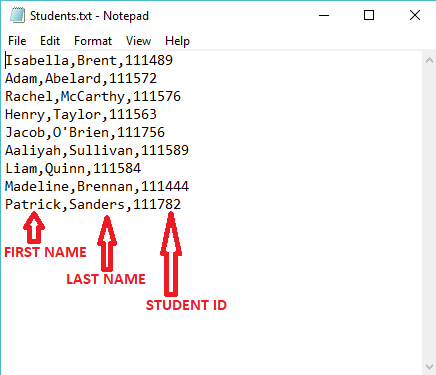 Students.txt - Notepad
File Edit Format View Help
Isabella,Brent,111489
Adam,Abelard,111572
Rachel,McCarthy,111576
Henry,Taylor,111563
Jacob,O'Brien,111756
Aaliyah,Sullivan,111589
Liam,Quinn,111584
Madeline,Brennan,111444
Patrick,Sanders,111782
FIRST NAME
LAST NAME
STUDENT ID